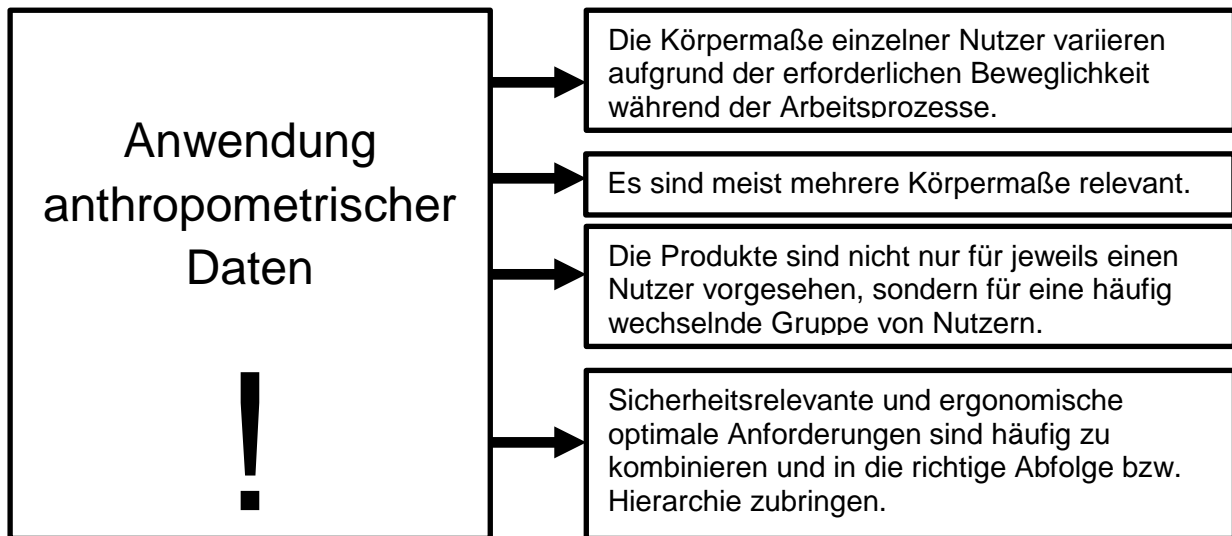 Anwendung
anthropometrischer
Daten
!
Die Körpermaße einzelner Nutzer variieren
aufgrund der erforderlichen Beweglichkeit
während der Arbeitsprozesse.
Es sind meist mehrere Körpermaße relevant.
Die Produkte sind nicht nur für jeweils einen
Nutzer vorgesehen, sondern für eine häufig
wechselnde Gruppe von Nutzern.
Sicherheitsrelevante und ergonomische
optimale Anforderungen sind häufig zu
kombinieren und in die richtige Abfolge bzw.
Hierarchie zubringen.